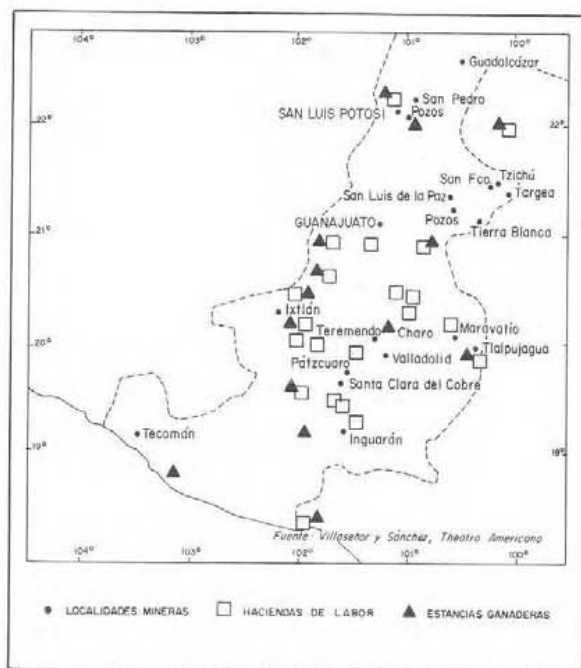 104° 103° 102° 101° 100°
Guadalcázar
San Pedro
SAN LUIS POTOSI Pozos
22° 22°
San Fco Tzichú
San Luis de la Paz Targea
Pozos
GUANAJUATO Tierra Blanca
21° 21°
Ixtlán
Teremendo Charo Maravatío
20° 20°
Tlalpujagua
Pátzcuaro Valladolid
Santa Clara del Cobre
Tecomán Inguarán
19° 19°
Fuente: Villaseñor y Sánchez, Theatro Americano
104° 103° 102° 101° 100°
LOCALIDADES MINERAS HACIENDAS DE LABOR ESTANCIAS GANADERAS